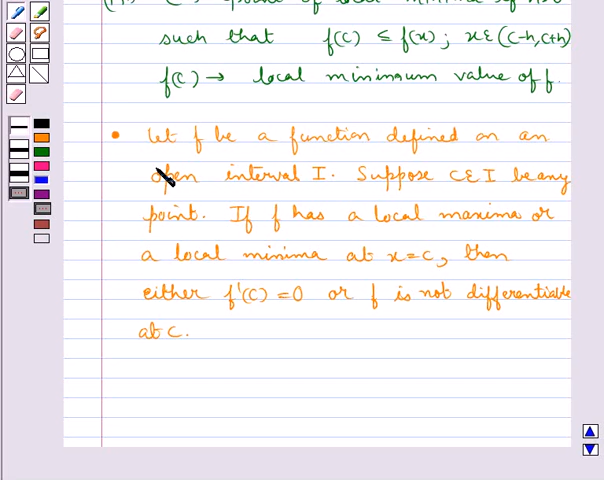 such that f(c) ≤ f(x) ; x ∈ (c-h, c+h)
f(c) → local minimum value of f.
• Let f be a function defined on an
open interval I. Suppose C ∈ I be any
point. If f has a local maxima or
a local minima at x=c, then
either f'(c) = 0 or f is not differentiable
at c.